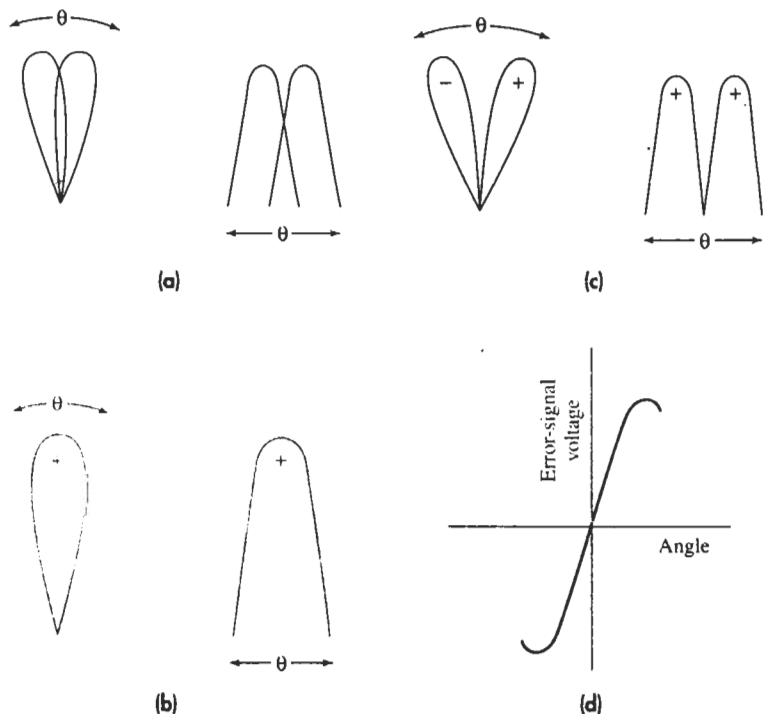 θ
θ
(a)
θ
- +
+ +
θ
(c)
θ
+
θ
(b)
Error-signal
voltage
Angle
(d)